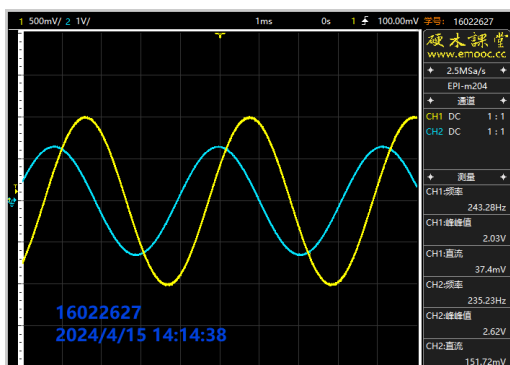 1 500mV/ 2 1V/ 1ms 0s 1 100.00mV 学号: 16022627
硬木課堂
www.emooc.cc
2.5MSa/s
EPI-m204
通道
CH1 DC 1:1
CH2 DC 1:1
测量
CH1:频率
243.28Hz
CH1:峰峰值
2.03V
CH1:直流
37.4mV
CH2:频率
235.23Hz
CH2:峰峰值
2.62V
CH2:直流
151.72mV
16022627
2024/4/15 14:14:38